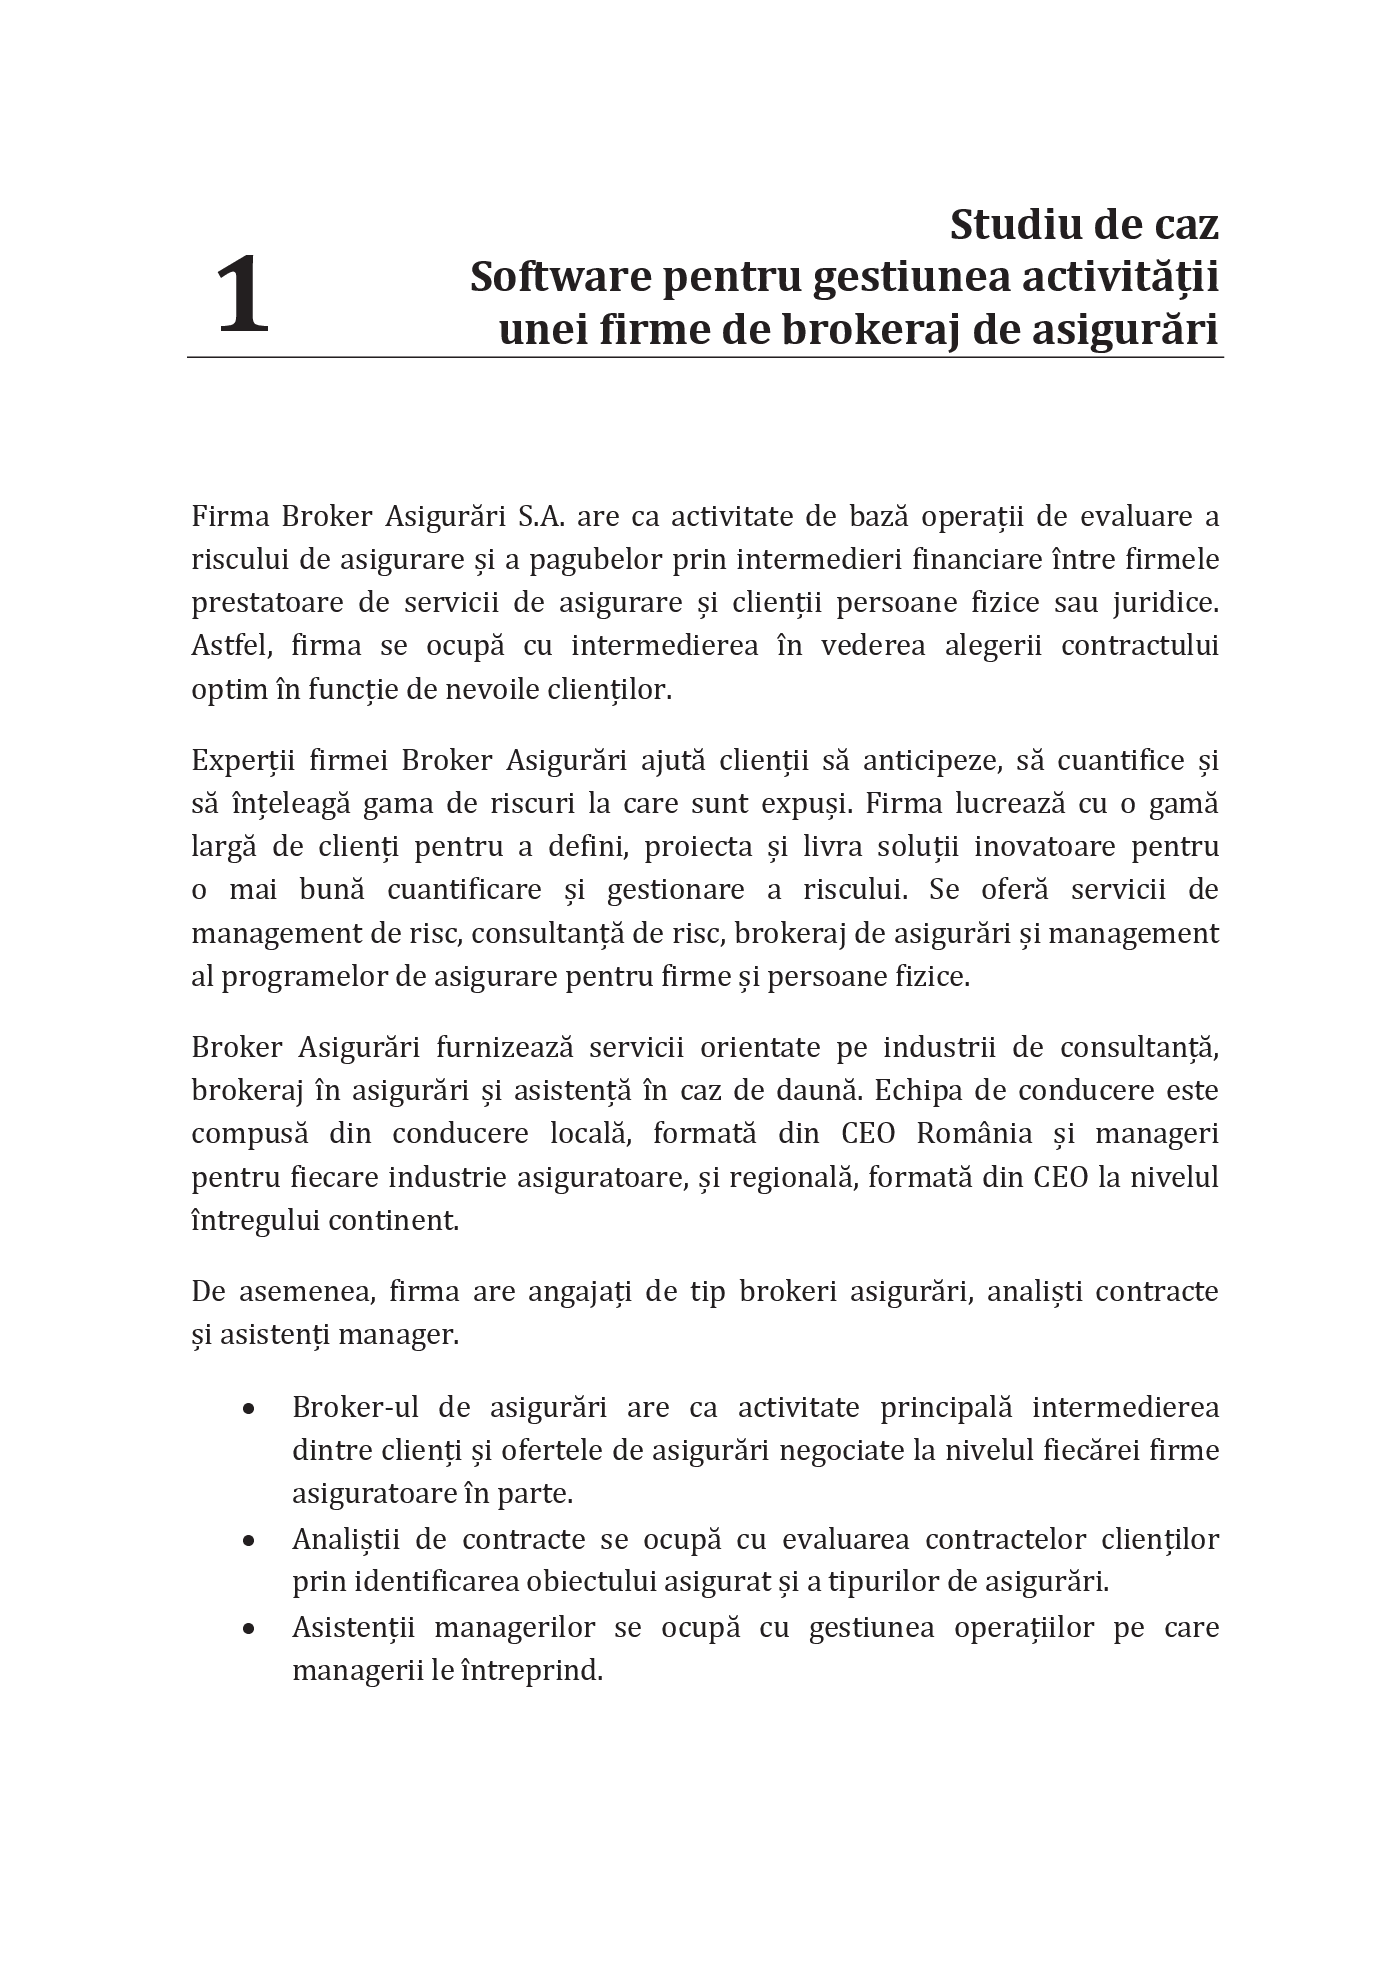 1
Studiu de caz
Software pentru gestiunea activității
unei firme de brokeraj de asigurări
Firma Broker Asigurări S.A. are ca activitate de bază operații de evaluare a
riscului de asigurare și a pagubelor prin intermedieri financiare între firmele
prestatoare de servicii de asigurare și clienții persoane fizice sau juridice.
Astfel, firma se ocupă cu intermedierea în vederea alegerii contractului
optim în funcție de nevoile clienților.
Experții firmei Broker Asigurări ajută clienții să anticipeze, să cuantifice și
să înțeleagă gama de riscuri la care sunt expuși. Firma lucrează cu o gamă
largă de clienți pentru a defini, proiecta și livra soluții inovatoare pentru
o mai bună cuantificare și gestionare a riscului. Se oferă servicii de
management de risc, consultanță de risc, brokeraj de asigurări și management
al programelor de asigurare pentru firme și persoane fizice.
Broker Asigurări furnizează servicii orientate pe industrii de consultanță,
brokeraj în asigurări și asistență în caz de daună. Echipa de conducere este
compusă din conducere locală, formată din CEO România și manageri
pentru fiecare industrie asiguratoare, și regională, formată din CEO la nivelul
întregului continent.
De asemenea, firma are angajați de tip brokeri asigurări, analiști contracte
și asistenți manager.
• Broker-ul de asigurări are ca activitate principală intermedierea
dintre clienți și ofertele de asigurări negociate la nivelul fiecărei firme
asiguratoare în parte.
• Analiștii de contracte se ocupă cu evaluarea contractelor clienților
prin identificarea obiectului asigurat și a tipurilor de asigurări.
• Asistenții managerilor se ocupă cu gestiunea operațiilor pe care
managerii le întreprind.